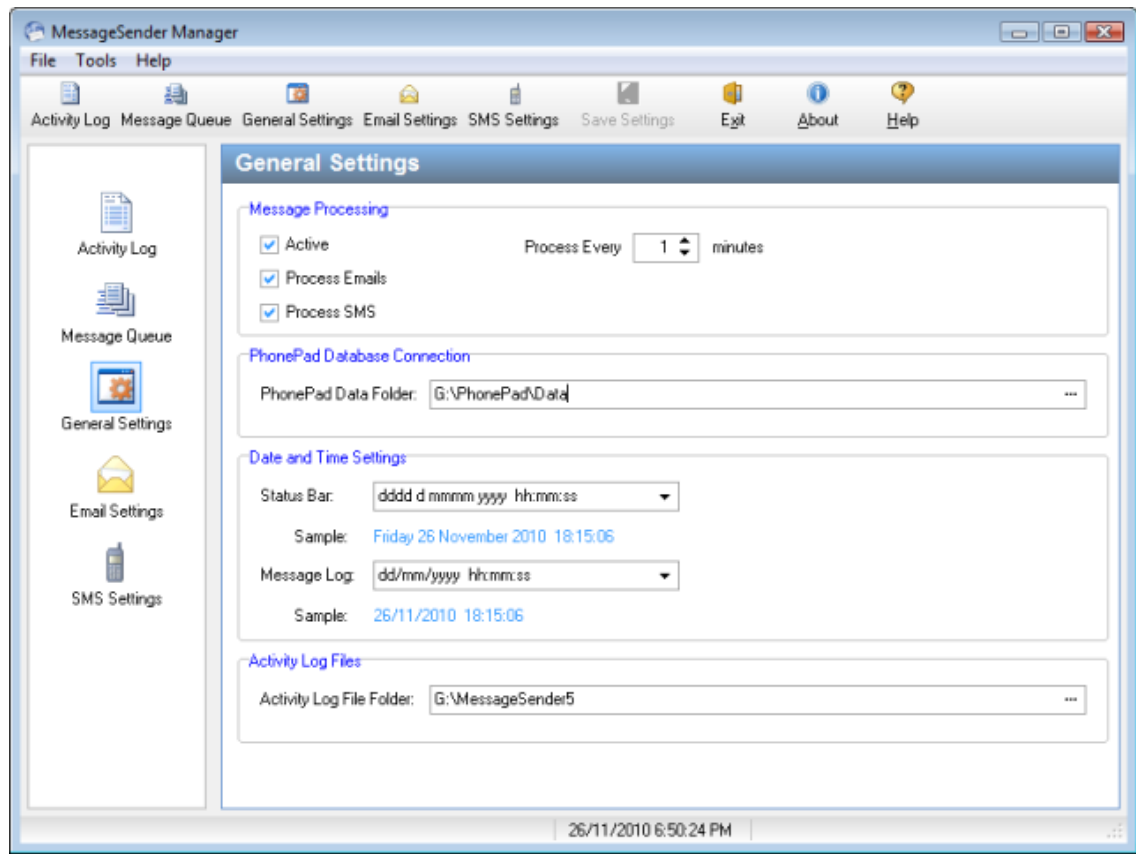 MessageSender Manager
File Tools Help
Activity Log Message Queue General Settings Email Settings SMS Settings Save Settings Exit About Help
General Settings
Activity Log
Message Queue
General Settings
Email Settings
SMS Settings
Message Processing
Active Process Every 1 minutes
Process Emails
Process SMS
PhonePad Database Connection
PhonePad Data Folder: G:\PhonePad\Data ...
Date and Time Settings
Status Bar: dddd d mmmm yyyy hh:mm:ss
Sample: Friday 26 November 2010 18:15:06
Message Log: dd/mm/yyyy hh:mm:ss
Sample: 26/11/2010 18:15:06
Activity Log Files
Activity Log File Folder: G:\MessageSender5 ...
26/11/2010 6:50:24 PM